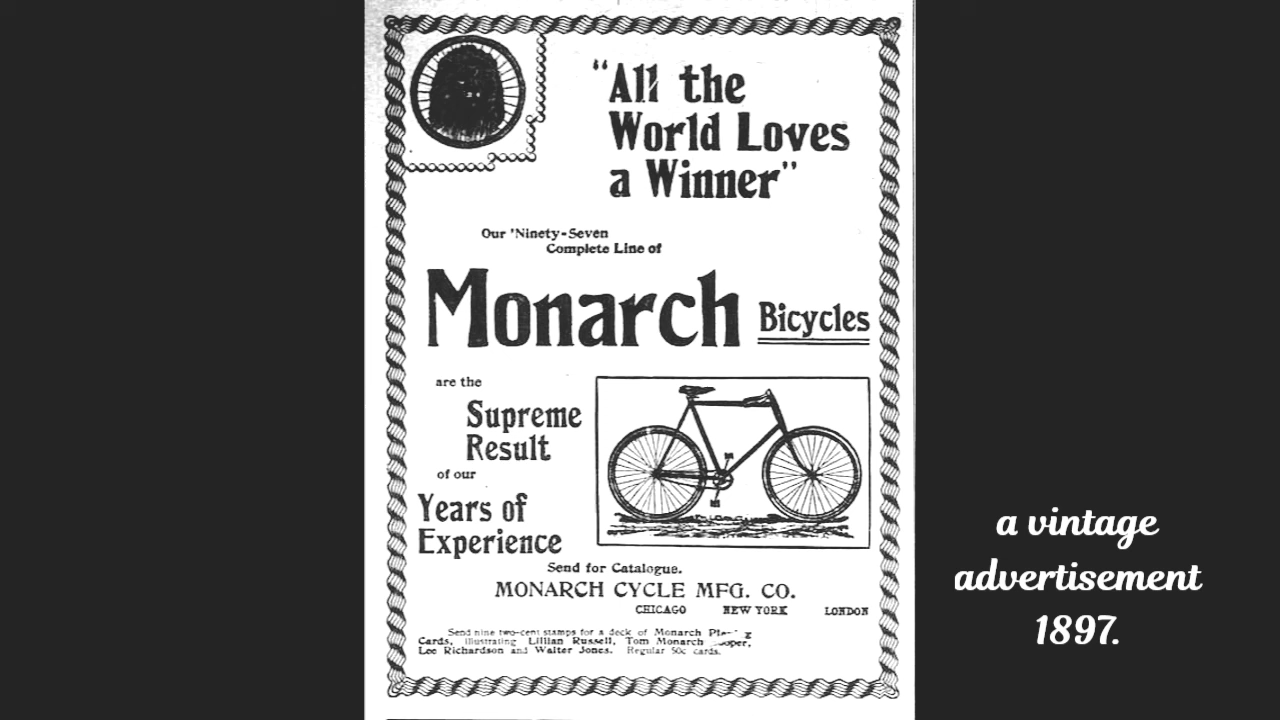 "All the
World Loves
a Winner"
Our 'Ninety-Seven
Complete Line of
Monarch Bicycles
are the
Supreme
Result
of our
Years of
Experience
Send for Catalogue.
MONARCH CYCLE MFG. CO.
CHICAGO NEW YORK LONDON
Send nine two-cent stamps for a deck of Monarch
Cards, illustrating Lillian Russell, Tom Monarch
Lee Richardson and Walter Jones. Regular 50c cards.
a vintage
advertisement
1897.